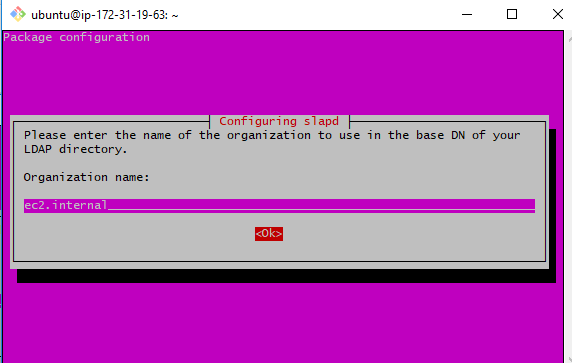 ubuntu@ip-172-31-19-63: ~
Package configuration
Configuring slapd
Please enter the name of the organization to use in the base DN of your
LDAP directory.
Organization name:
ec2.internal
<Ok>